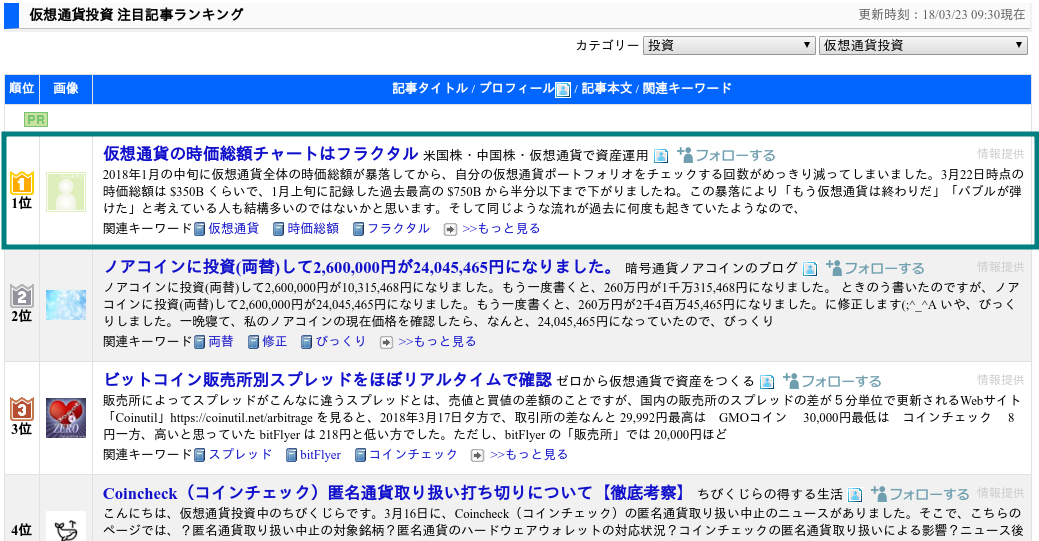 仮想通貨投資 注目記事ランキング
更新時刻：18/03/23 09:30現在
カテゴリー 投資 仮想通貨投資
順位 画像 記事タイトル / プロフィール / 記事本文 / 関連キーワード
PR
仮想通貨の時価総額チャートはフラクタル 米国株・中国株・仮想通貨で資産運用 フォローする 情報提供
1
1位
2018年1月の中旬に仮想通貨全体の時価総額が暴落してから、自分の仮想通貨ポートフォリオをチェックする回数がめっきり減ってしまいました。3月22日時点の
時価総額は $350B くらいで、1月上旬に記録した過去最高の $750B から半分以下まで下がりましたね。この暴落により「もう仮想通貨は終わりだ」「バブルが弾
けた」と考えている人も結構多いのではないかと思います。そして同じような流れが過去に何度も起きていたようなので、
関連キーワード 仮想通貨 時価総額 フラクタル >>もっと見る
ノアコインに投資(両替)して2,600,000円が24,045,465円になりました。 暗号通貨ノアコインのブログ フォローする 情報提供
2
2位
ノアコインに投資(両替)して2,600,000円が10,315,468円になりました。もう一度書くと、260万円が1千万315,468円になりました。 ときのう書いたのですが、ノアコ
インに投資(両替)して2,600,000円が24,045,465円になりました。もう一度書くと、260万円が2千4百万45,465円になりました。に修正します(;^_^A いや、びっく
りしました。一晩寝て、私のノアコインの現在価格を確認したら、なんと、24,045,465円になっていたので、びっくり
関連キーワード 両替 修正 びっくり >>もっと見る
ビットコイン販売所別スプレッドをほぼリアルタイムで確認 ゼロから仮想通貨で資産をつくる フォローする 情報提供
3
3位
ZERO
販売所によってスプレッドがこんなに違うスプレッドとは、売値と買値の差額のことですが、国内の販売所のスプレッドの差が５分単位で更新されるWebサイト
「Coinutil」https://coinutil.net/arbitrage を見ると、2018年3月17日夕方で、取引所の差なんと 29,992円最高は GMOコイン 30,000円最低は コインチェック 8
円一方、高いと思っていた bitFlyer は 218円と低い方でした。ただし、bitFlyer の「販売所」では 20,000円ほど
関連キーワード スプレッド bitFlyer コインチェック >>もっと見る
Coincheck（コインチェック）匿名通貨取り扱い打ち切りについて【徹底考察】 ちびくじらの得する生活 フォローする 情報提供
4位
こんにちは、仮想通貨投資中のちびくじらです。3月16日に、Coincheck（コインチェック）の匿名通貨取り扱い中止のニュースがありました。そこで、こちらの
ページでは、？匿名通貨取り扱い中止の対象銘柄？匿名通貨のハードウェアウォレットの対応状況？コインチェックの匿名通貨取り扱いによる影響？ニュース後